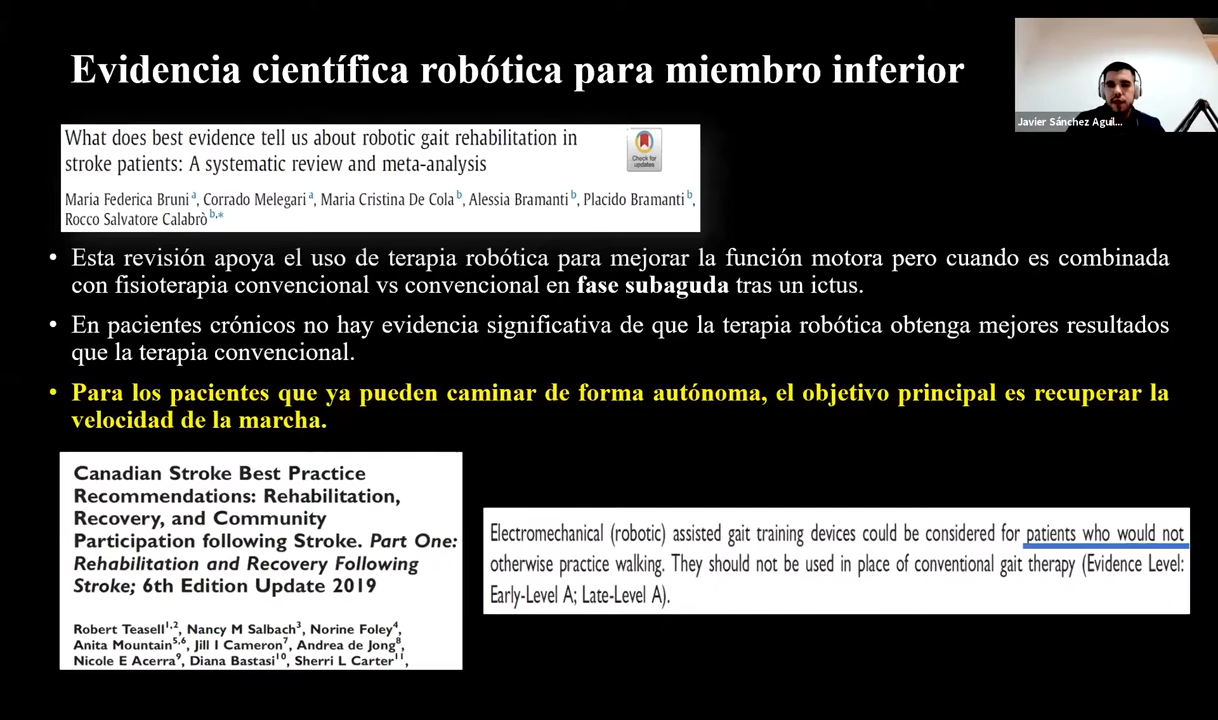 Evidencia científica robótica para miembro inferior
Javier Sánchez Aguil...
What does best evidence tell us about robotic gait rehabilitation in
stroke patients: A systematic review and meta-analysis
Check for
updates
Maria Federica Bruni a, Corrado Melegari a, Maria Cristina De Cola b, Alessia Bramanti b, Placido Bramanti b,
Rocco Salvatore Calabrò b,*
• Esta revisión apoya el uso de terapia robótica para mejorar la función motora pero cuando es combinada
con fisioterapia convencional vs convencional en fase subaguda tras un ictus.
• En pacientes crónicos no hay evidencia significativa de que la terapia robótica obtenga mejores resultados
que la terapia convencional.
• Para los pacientes que ya pueden caminar de forma autónoma, el objetivo principal es recuperar la
velocidad de la marcha.
Canadian Stroke Best Practice
Recommendations: Rehabilitation,
Recovery, and Community
Participation following Stroke. Part One:
Rehabilitation and Recovery Following
Stroke; 6th Edition Update 2019
Robert Teasell1,2, Nancy M Salbach3, Norine Foley4,
Anita Mountain5,6, Jill I Cameron7, Andrea de Jong8,
Nicole E Acerra9, Diana Bastasi10, Sherri L Carter11,
Electromechanical (robotic) assisted gait training devices could be considered for patients who would not
otherwise practice walking. They should not be used in place of conventional gait therapy (Evidence Level:
Early-Level A; Late-Level A).